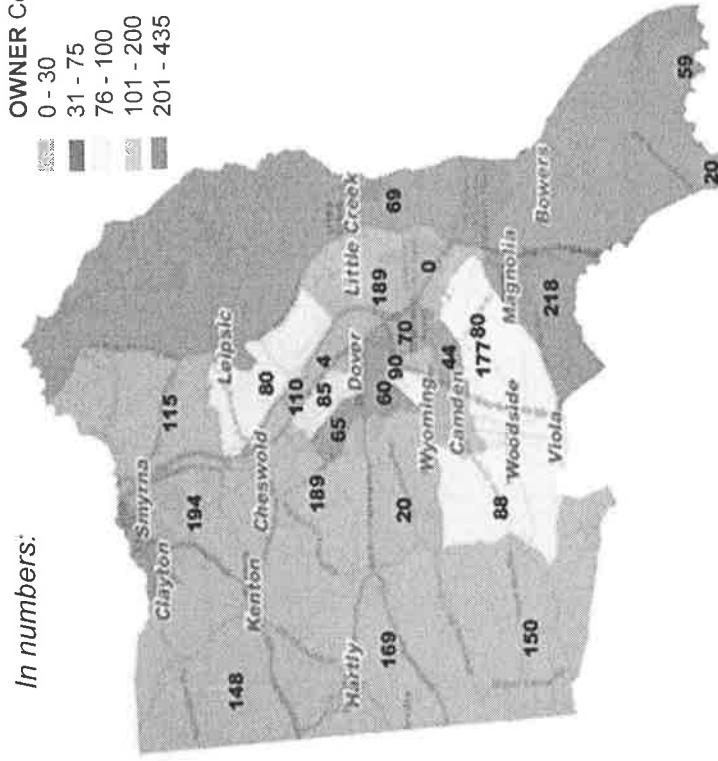 In numbers:
OWNER Co
0 - 30
31 - 75
76 - 100
101 - 200
201 - 435
Smyrna
Clayton
115
194
Leipsic
Kenton
Cheswold
80
148
110
4
Little Creek
85
189
65
Dover
69
Hartly
189
60
90
70
0
169
20
Wyoming
44
Camden
177
80
Magnolia
Bowers
88
Woodside
218
150
Viola
59
20